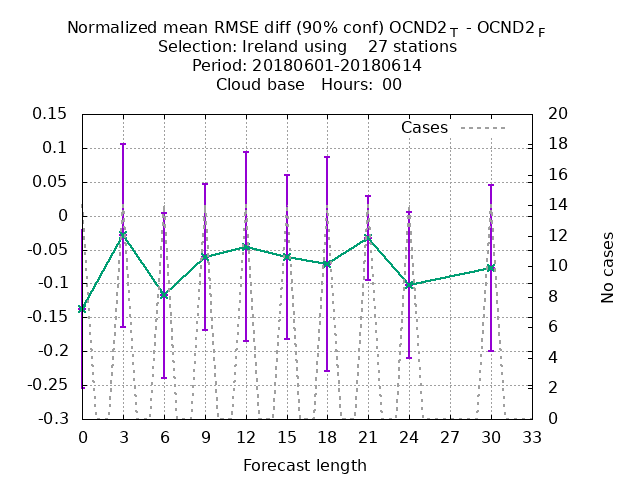 Normalized mean RMSE diff (90% conf) OCND2 T - OCND2 F
Selection: Ireland using 27 stations
Period: 20180601-20180614
Cloud base Hours: 00
Cases
0.15
0.1
0.05
0
-0.05
-0.1
-0.15
-0.2
-0.25
-0.3
20
18
16
14
12
10
8
6
4
2
0
No cases
0 3 6 9 12 15 18 21 24 27 30 33
Forecast length